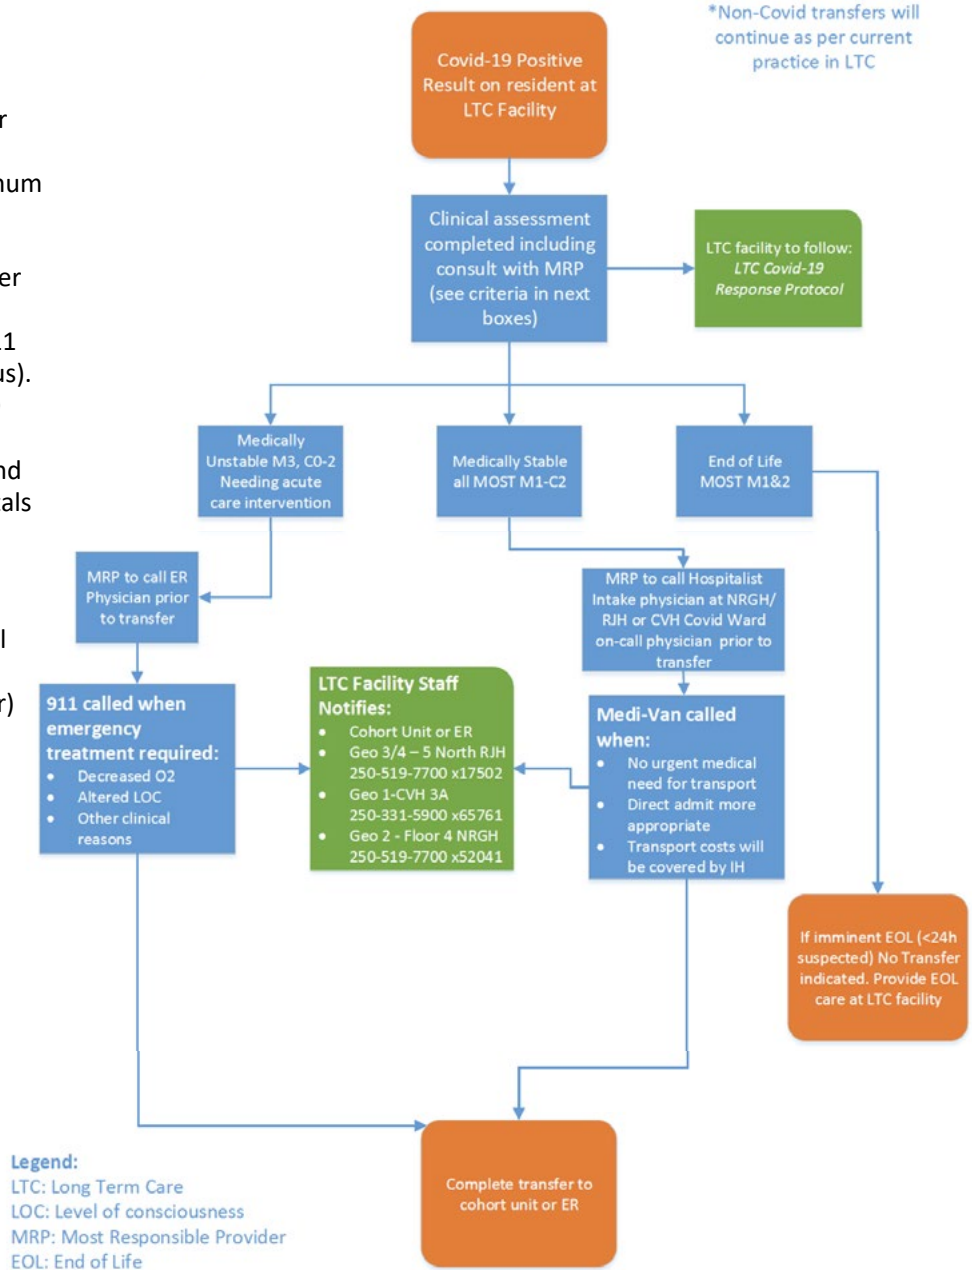 *Non-Covid transfers will
continue as per current
practice in LTC
Covid-19 Positive
Result on resident at
LTC Facility
r
num
er
11
us).
nd
tals
l
r)
Clinical assessment
completed including
consult with MRP
(see criteria in next
boxes)
LTC facility to follow:
LTC Covid-19
Response Protocol
Medically
Unstable M3, C0-2
Needing acute
care intervention
Medically Stable
all MOST M1-C2
End of Life
MOST M1&2
MRP to call ER
Physician prior
to transfer
MRP to call Hospitalist
Intake physician at NRGH/
RJH or CVH Covid Ward
on-call physician prior to
transfer
911 called when
emergency
treatment required:
• Decreased O2
• Altered LOC
• Other clinical
reasons
LTC Facility Staff
Notifies:
• Cohort Unit or ER
• Geo 3/4 – 5 North RJH
250-519-7700 x17502
• Geo 1-CVH 3A
250-331-5900 x65761
• Geo 2 - Floor 4 NRGH
250-519-7700 x52041
Medi-Van called
when:
• No urgent medical
need for transport
• Direct admit more
appropriate
• Transport costs will
be covered by IH
If imminent EOL (<24h
suspected) No Transfer
indicated. Provide EOL
care at LTC facility
Complete transfer to
cohort unit or ER
Legend:
LTC: Long Term Care
LOC: Level of consciousness
MRP: Most Responsible Provider
EOL: End of Life